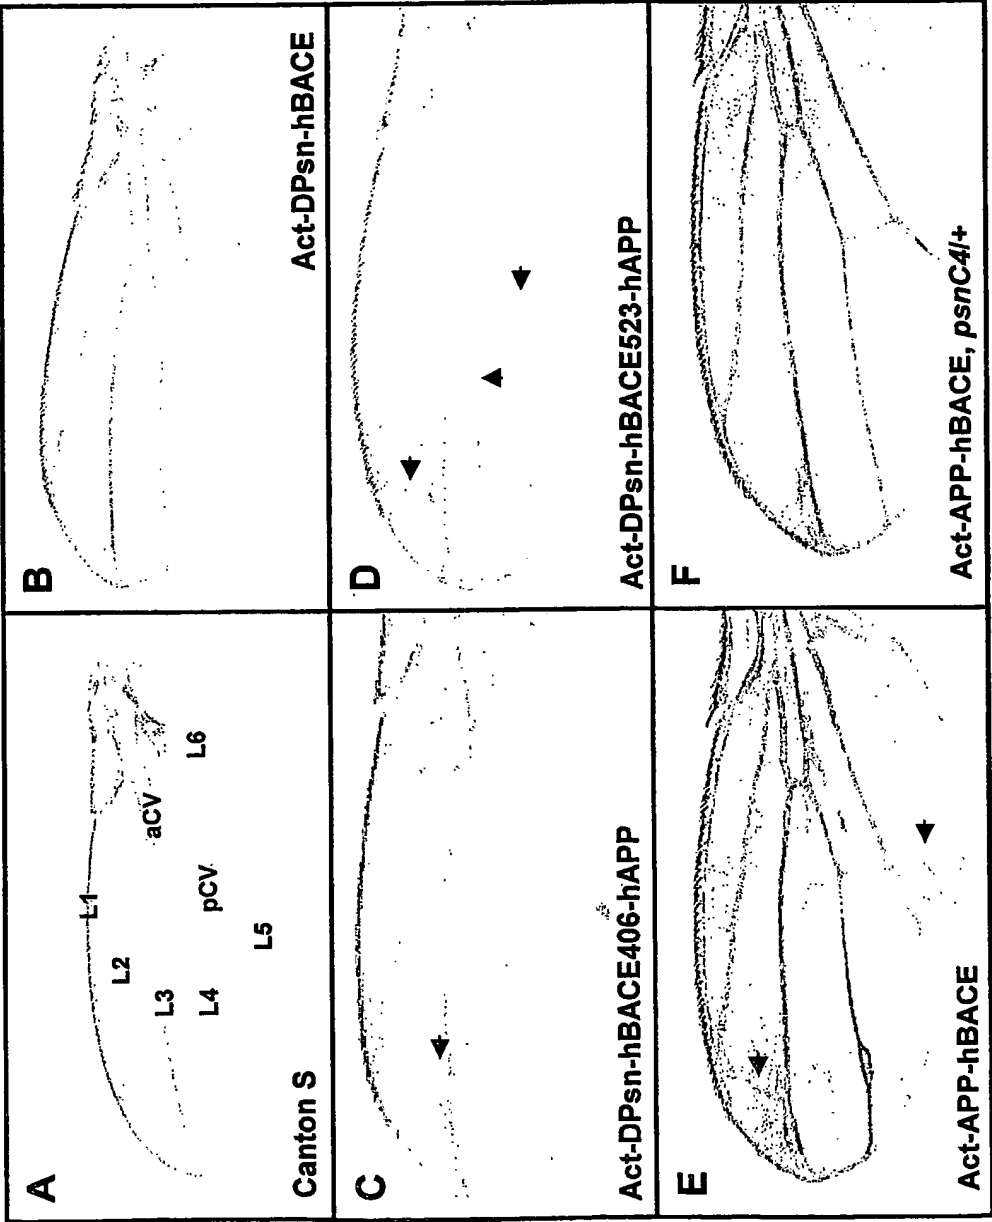 A
L1
L2
L3
L4
L5
L6
aCV
pCV
Canton S
B
Act-DPsn-hBACE
C
Act-DPsn-hBACE406-hAPP
D
Act-DPsn-hBACE523-hAPP
E
Act-APP-hBACE
F
Act-APP-hBACE, psnC4/+